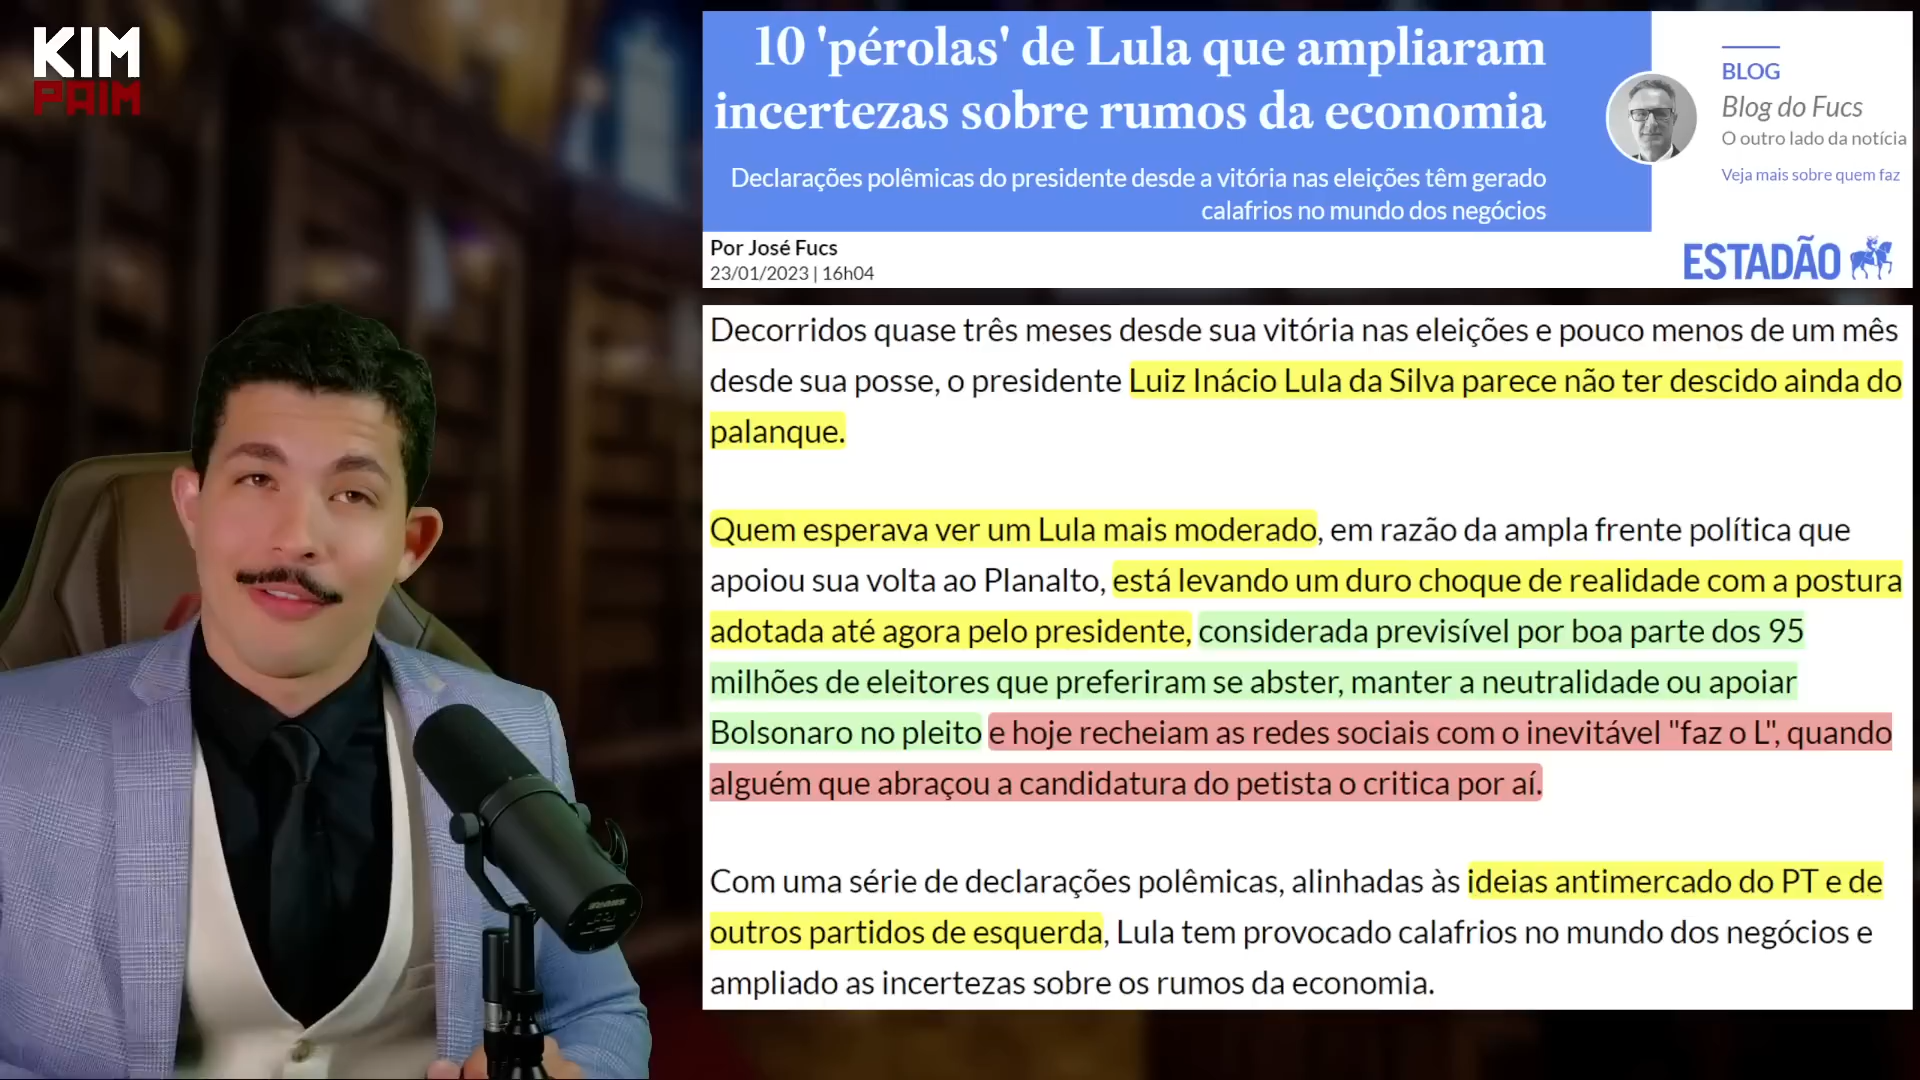 KIM
PAIM
10 'pérolas' de Lula que ampliaram
incertezas sobre rumos da economia
Declarações polêmicas do presidente desde a vitória nas eleições têm gerado
calafrios no mundo dos negócios
BLOG
Blog do Fucs
O outro lado da notícia
Veja mais sobre quem faz
Por José Fucs
23/01/2023 | 16h04
ESTADÃO
Decorridos quase três meses desde sua vitória nas eleições e pouco menos de um mês
desde sua posse, o presidente Luiz Inácio Lula da Silva parece não ter descido ainda do
palanque.
Quem esperava ver um Lula mais moderado, em razão da ampla frente política que
apoiou sua volta ao Planalto, está levando um duro choque de realidade com a postura
adotada até agora pelo presidente, considerada previsível por boa parte dos 95
milhões de eleitores que preferiram se abster, manter a neutralidade ou apoiar
Bolsonaro no pleito e hoje recheiam as redes sociais com o inevitável "faz o L", quando
alguém que abraçou a candidatura do petista o critica por aí.
Com uma série de declarações polêmicas, alinhadas às ideias antimercado do PT e de
outros partidos de esquerda, Lula tem provocado calafrios no mundo dos negócios e
ampliado as incertezas sobre os rumos da economia.